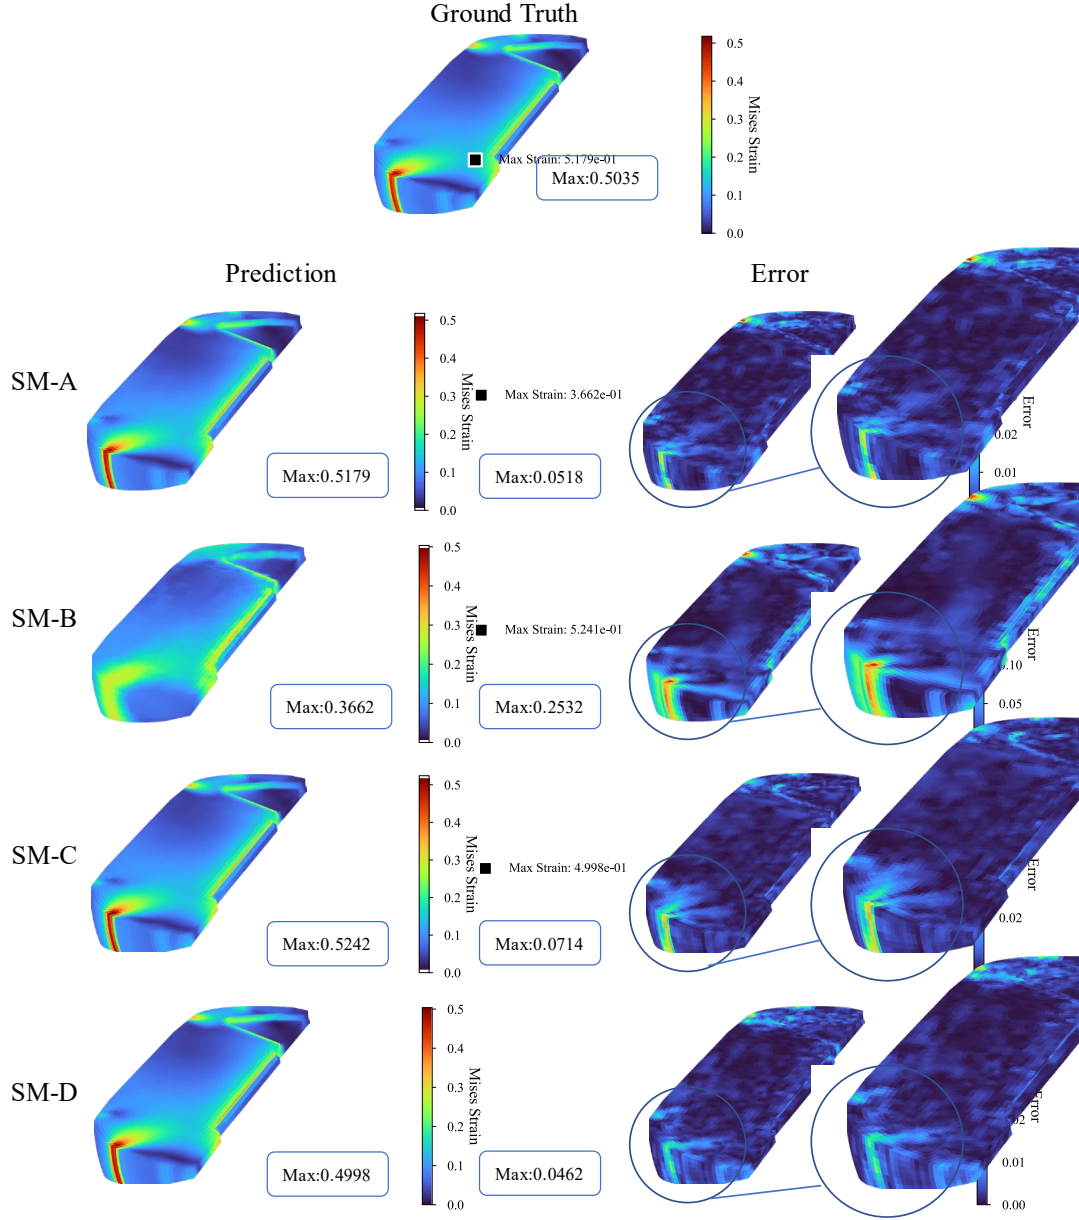 Ground Truth
0.5
0.4
0.3
0.2
0.1
0.0
Mises Strain
Max Strain: 5.179e-01
Max:0.5035
Prediction
Error
SM-A
0.5
0.4
0.3
0.2
0.1
0.0
Mises Strain
Max:0.5179
Max Strain: 3.662e-01
Max:0.0518
Error
0.02
0.01
SM-B
0.5
0.4
0.3
0.2
0.1
0.0
Mises Strain
Max:0.3662
Max Strain: 5.241e-01
Max:0.2532
Error
.10
0.05
SM-C
0.5
0.4
0.3
0.2
0.1
0.0
Mises Strain
Max:0.5242
Max Strain: 4.998e-01
Max:0.0714
Error
0.02
SM-D
0.5
0.4
0.3
0.2
0.1
0.0
Mises Strain
Max:0.4998
Max:0.0462
Error
0.01
0.00